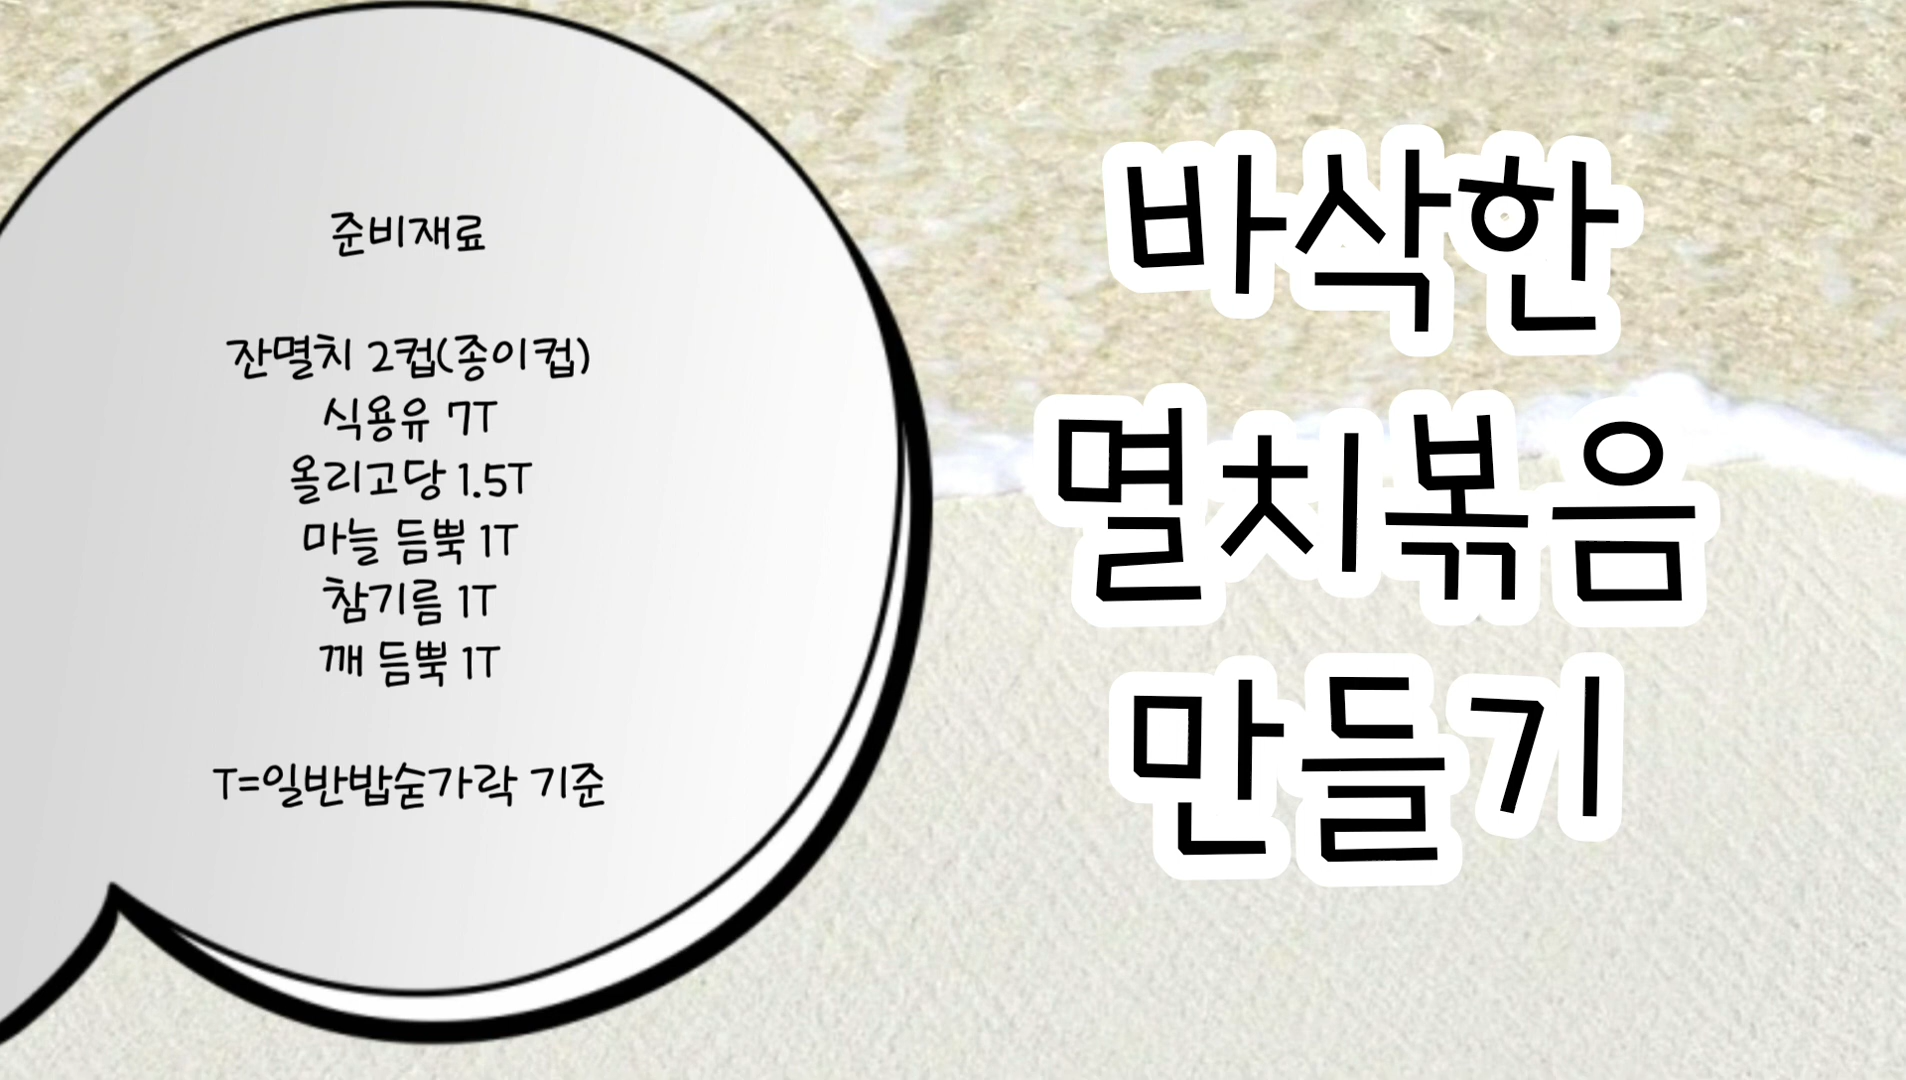 준비재료
잔멸치 2컵(종이컵)
식용유 7T
올리고당 1.5T
마늘 듬뿍 1T
참기름 1T
깨 듬뿍 1T
T=일반밥숟가락 기준
바삭한
멸치볶음
만들기